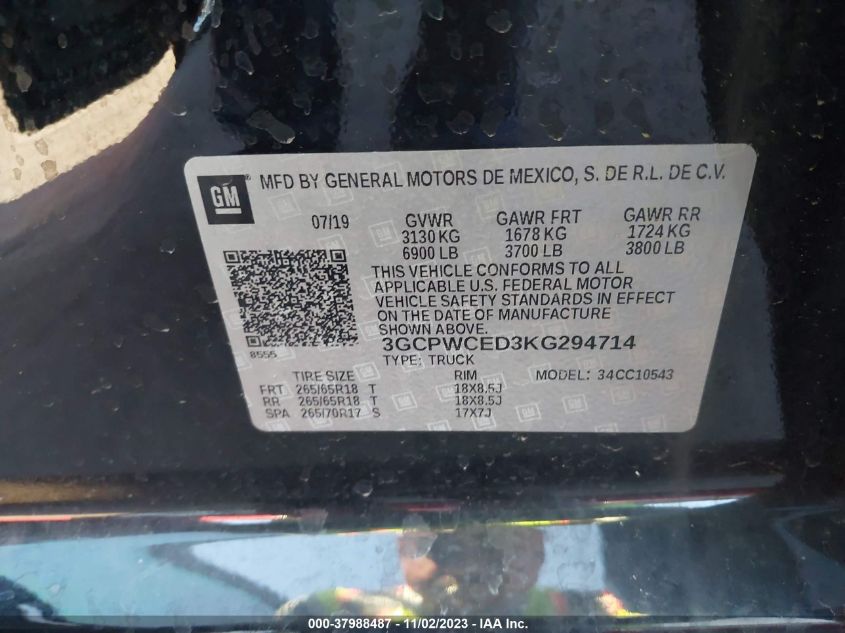 GM ® MFD BY GENERAL MOTORS DE MEXICO, S. DE R.L. DE C.V.
07/19 GVWR GAWR FRT GAWR RR
3130 KG 1678 KG 1724 KG
6900 LB 3700 LB 3800 LB
THIS VEHICLE CONFORMS TO ALL
APPLICABLE U.S. FEDERAL MOTOR
VEHICLE SAFETY STANDARDS IN EFFECT
ON THE DATE OF MANUFACTURE
SHOWN ABOVE.
8555 3GCPWCED3KG294714
TYPE: TRUCK
TIRE SIZE RIM MODEL: 34CC10543
FRT 265/65R18 T 18X8.5J
RR 265/65R18 T 18X8.5J
SPA 265/70R17 S 17X7J
000-37988487 - 11/02/2023 - IAA Inc.